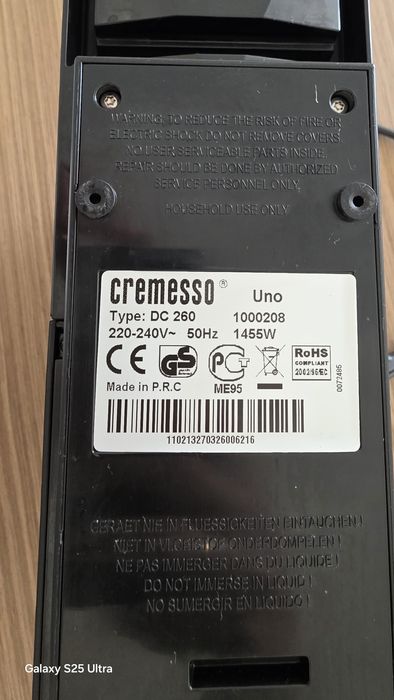 WARNING: TO REDUCE THE RISK OF FIRE OR
ELECTRIC SHOCK DO NOT REMOVE COVERS.
NO USER SERVICEABLE PARTS INSIDE.
REPAIR SHOULD BE DONE BY AUTHORIZED
SERVICE PERSONNEL ONLY.
HOUSEHOLD USE ONLY
cremesso® Uno
Type: DC 260 1000208
220-240V~ 50Hz 1455W
CE GS PCT RoHS
COMPLIANT
2002/95/EC
Made in P.R.C ME95
0072485
110213270326006216
GERAET NIE IN FLUESSIGKEITEN EINTAUCHEN !
NIET IN VLOEISTOF ONDERDOMPELEN !
NE PAS IMMERGER DANS DU LIQUIDE !
DO NOT IMMERSE IN LIQUID !
NO SUMERGIR EN LIQUIDO !
Galaxy S25 Ultra